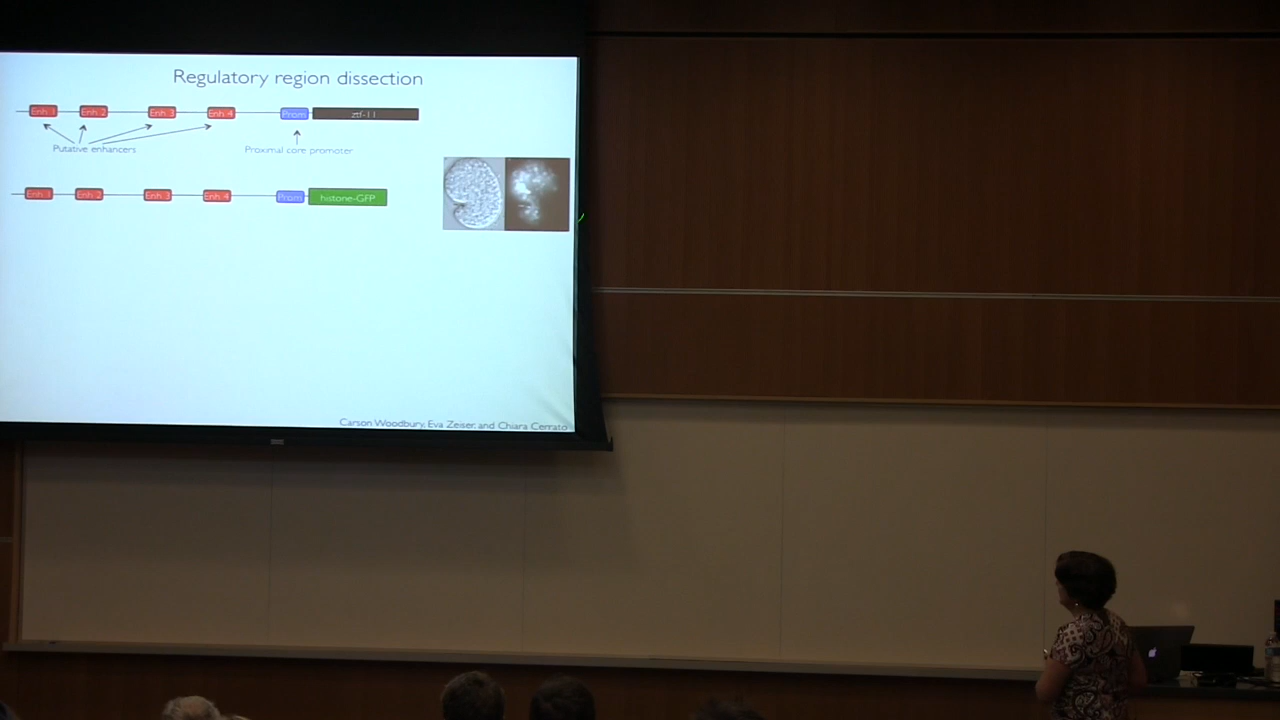 Regulatory region dissection
Enh 1 Enh 2 Enh 3 Enh 4 Prom ztf-11
Putative enhancers Proximal core promoter
Enh 1 Enh 2 Enh 3 Enh 4 Prom histone-GFP
Carson Woodbury, Eva Zeiser, and Chiara Cerrato